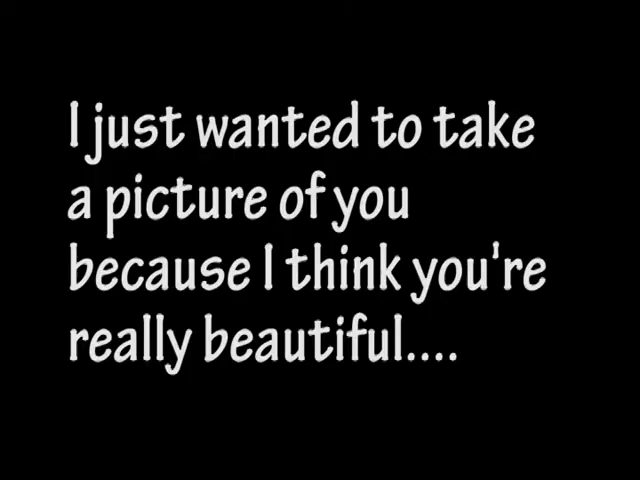 I just wanted to take
a picture of you
because I think you're
really beautiful....